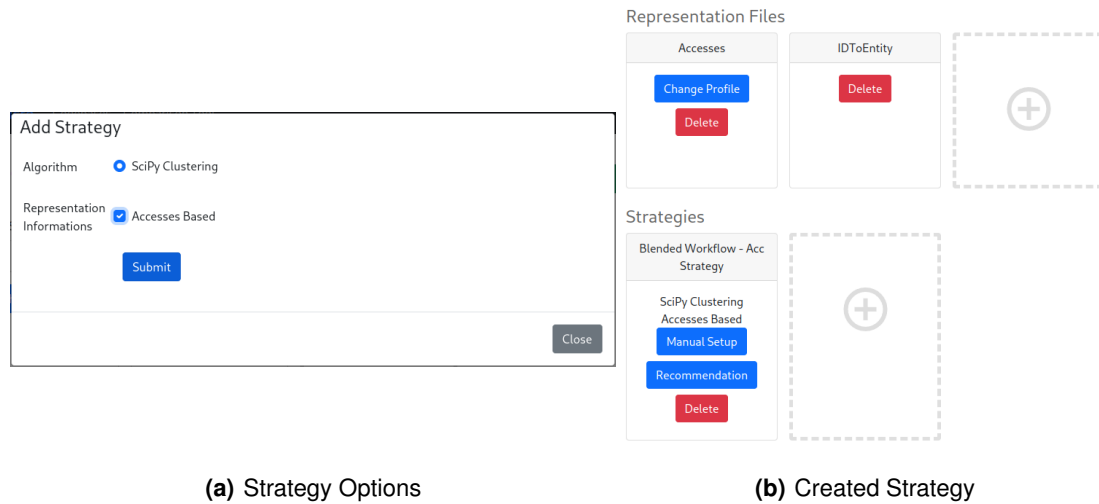 Add Strategy
Algorithm
SciPy Clustering
Representation
Informations
Accesses Based
Submit
Close
(a) Strategy Options
Representation Files
Accesses
Change Profile
Delete
IDToEntity
Delete
Strategies
Blended Workflow - Acc
Strategy
SciPy Clustering
Accesses Based
Manual Setup
Recommendation
Delete
(b) Created Strategy